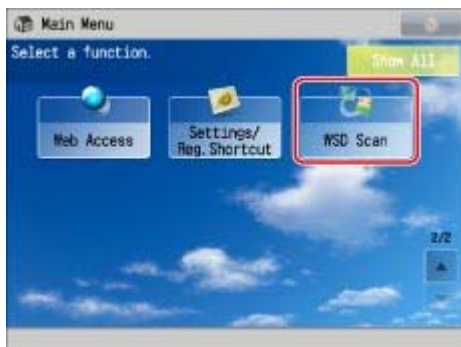 Main Menu
Select a function.
Show All
Web Access
Settings/
Reg. Shortcut
WSD Scan
2/2